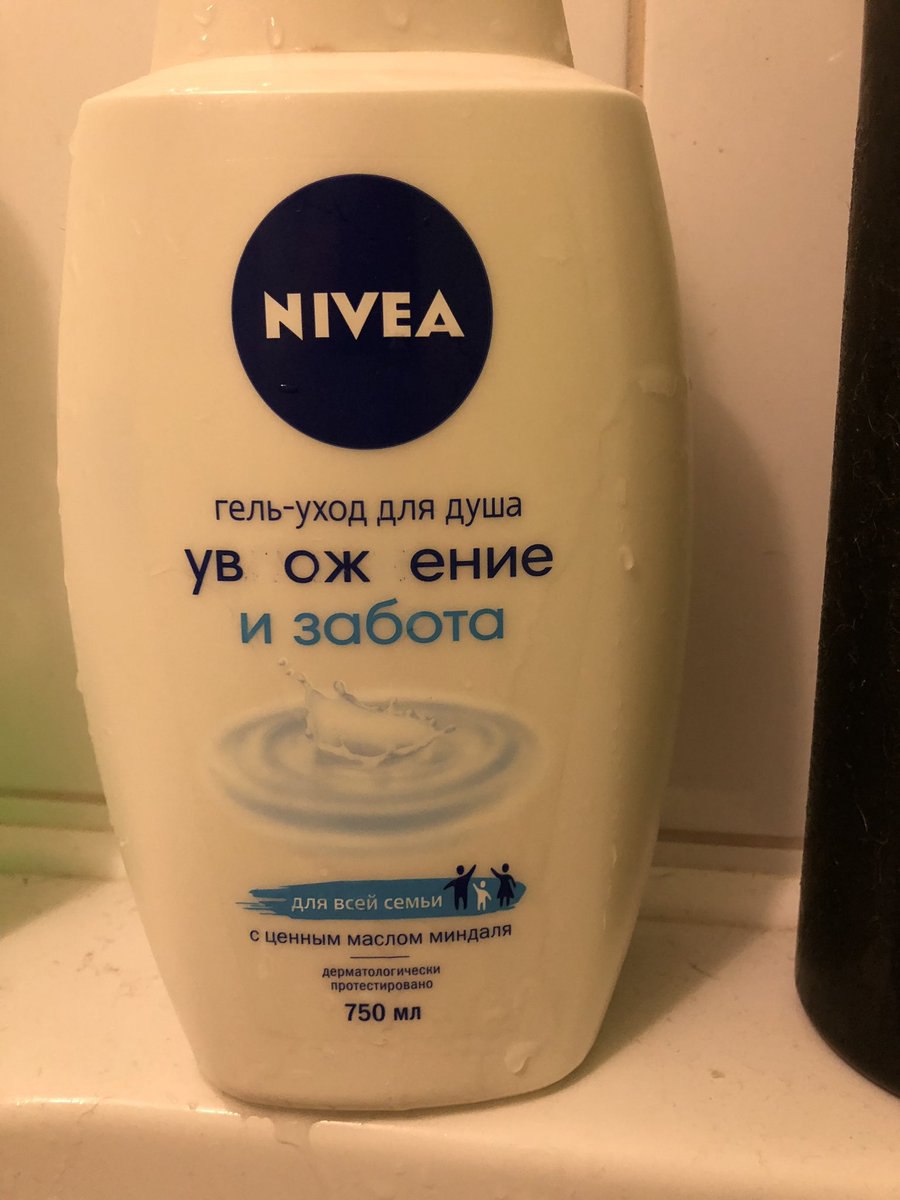 NIVEA
гель-уход для душа
ув ож ение
и забота
для всей семьи
с ценным маслом миндаля
дерматологически
протестировано
750 мл